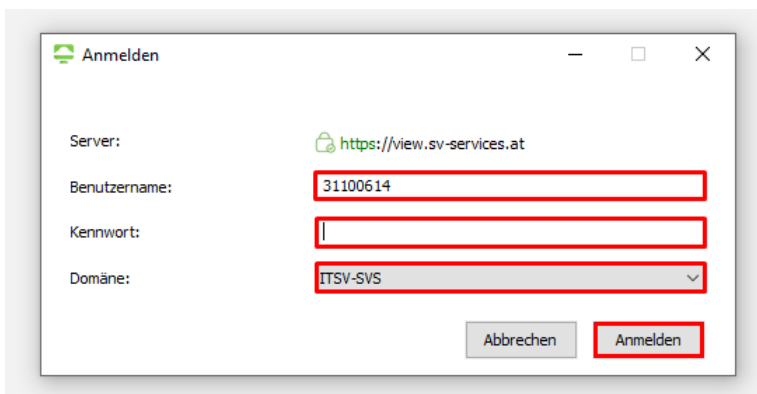 Anmelden
Server: https://view.sv-services.at
Benutzername: 31100614
Kennwort:
Domäne: ITSV-SVS
Abbrechen Anmelden